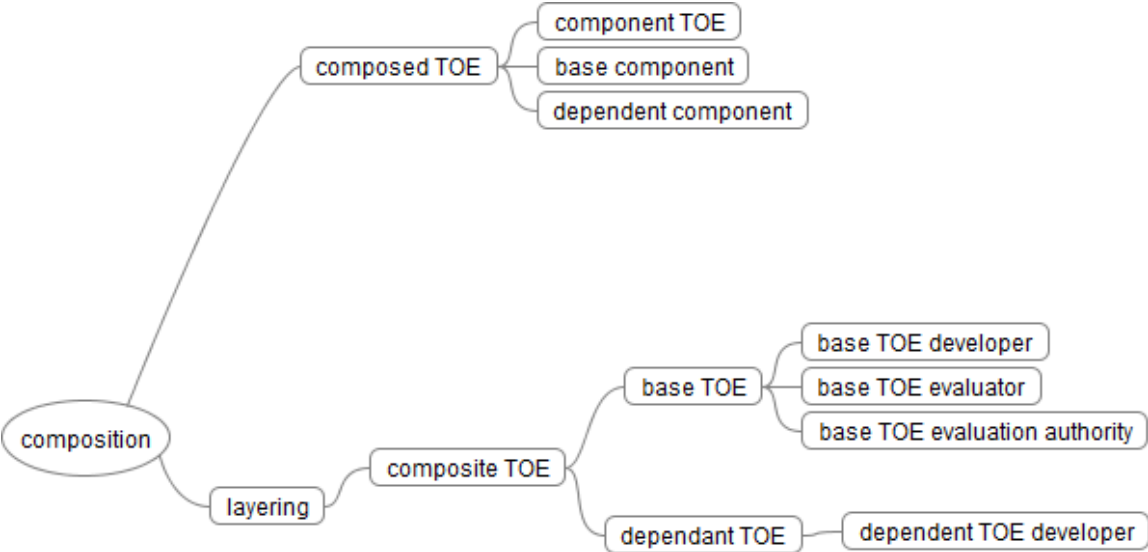 component TOE
composed TOE
base component
dependent component
base TOE developer
base TOE
base TOE evaluator
base TOE evaluation authority
composition
composite TOE
layering
dependant TOE
dependent TOE developer